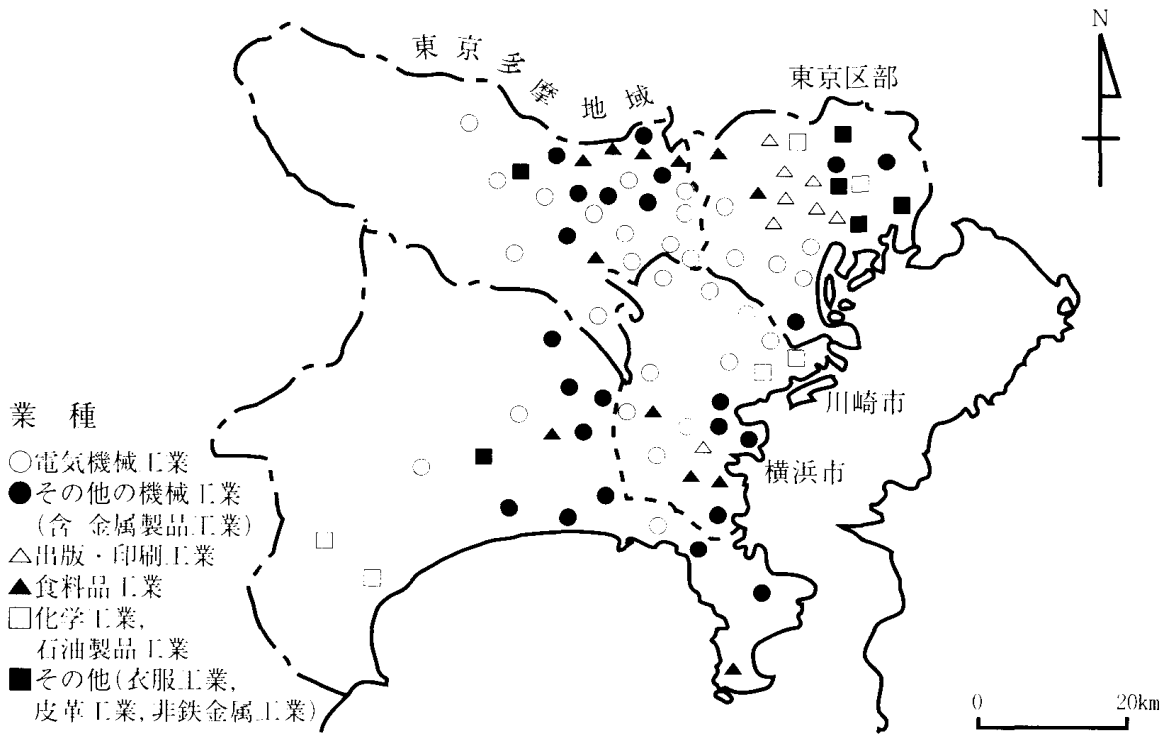 N
東京多摩地域
東京区部
川崎市
横浜市
業種
○電気機械工業
●その他の機械工業
(含 金属製品工業)
△出版・印刷工業
▲食料品工業
□化学工業,
石油製品工業
■その他(衣服工業,
皮革工業,非鉄金属工業)
0 20km